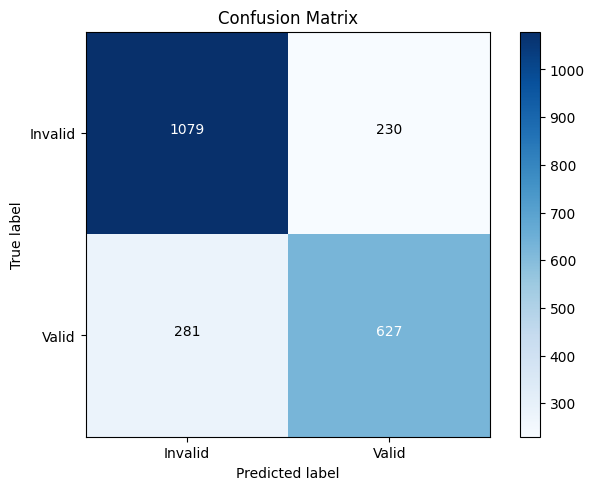 Confusion Matrix
True label
Invalid
1079
230
Valid
281
627
Invalid
Valid
Predicted label
1000
900
800
700
600
500
400
300